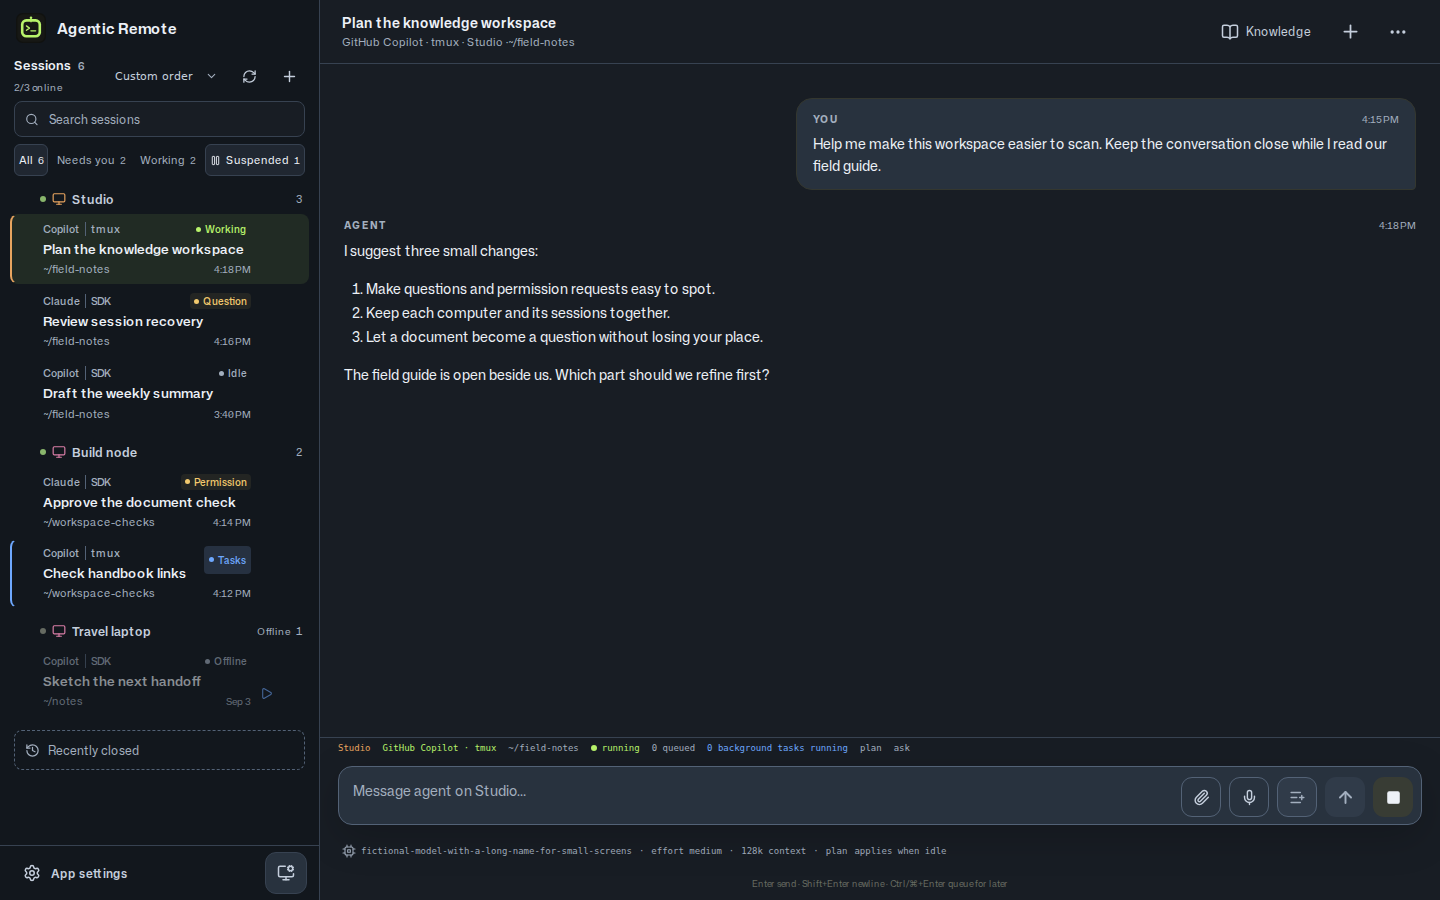 Agentic Remote
Sessions 6
2/3 online
Custom order
Search sessions
All 6
Needs you 2
Working 2
Suspended 1
Studio 3
Copilot | tmux Working
Plan the knowledge workspace
~/field-notes 4:18 PM
Claude | SDK Question
Review session recovery
~/field-notes 4:16 PM
Copilot | SDK Idle
Draft the weekly summary
~/field-notes 3:40 PM
Build node 2
Claude | SDK Permission
Approve the document check
~/workspace-checks 4:14 PM
Copilot | tmux Tasks
Check handbook links
~/workspace-checks 4:12 PM
Travel laptop Offline 1
Copilot | SDK Offline
Sketch the next handoff
~/notes Sep 3
Recently closed
App settings
Plan the knowledge workspace
GitHub Copilot · tmux · Studio · ~/field-notes
Knowledge
YOU 4:15 PM
Help me make this workspace easier to scan. Keep the conversation close while I read our
field guide.
AGENT 4:18 PM
I suggest three small changes:
1. Make questions and permission requests easy to spot.
2. Keep each computer and its sessions together.
3. Let a document become a question without losing your place.
The field guide is open beside us. Which part should we refine first?
Studio GitHub Copilot · tmux ~/field-notes running 0 queued 0 background tasks running plan ask
Message agent on Studio...
fictional-model-with-a-long-name-for-small-screens · effort medium · 128k context · plan applies when idle
Enter send · Shift+Enter newline · Ctrl/⌘+Enter queue for later